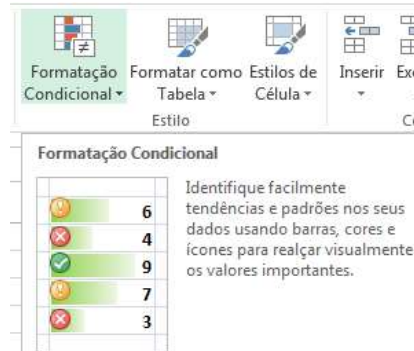 Formatação Condicional
Formatar como Tabela
Estilos de Célula
Inserir
Exc
Estilo
C
Formatação Condicional
Identifique facilmente
tendências e padrões nos seus
dados usando barras, cores e
ícones para realçar visualmente
os valores importantes.
6
4
9
7
3